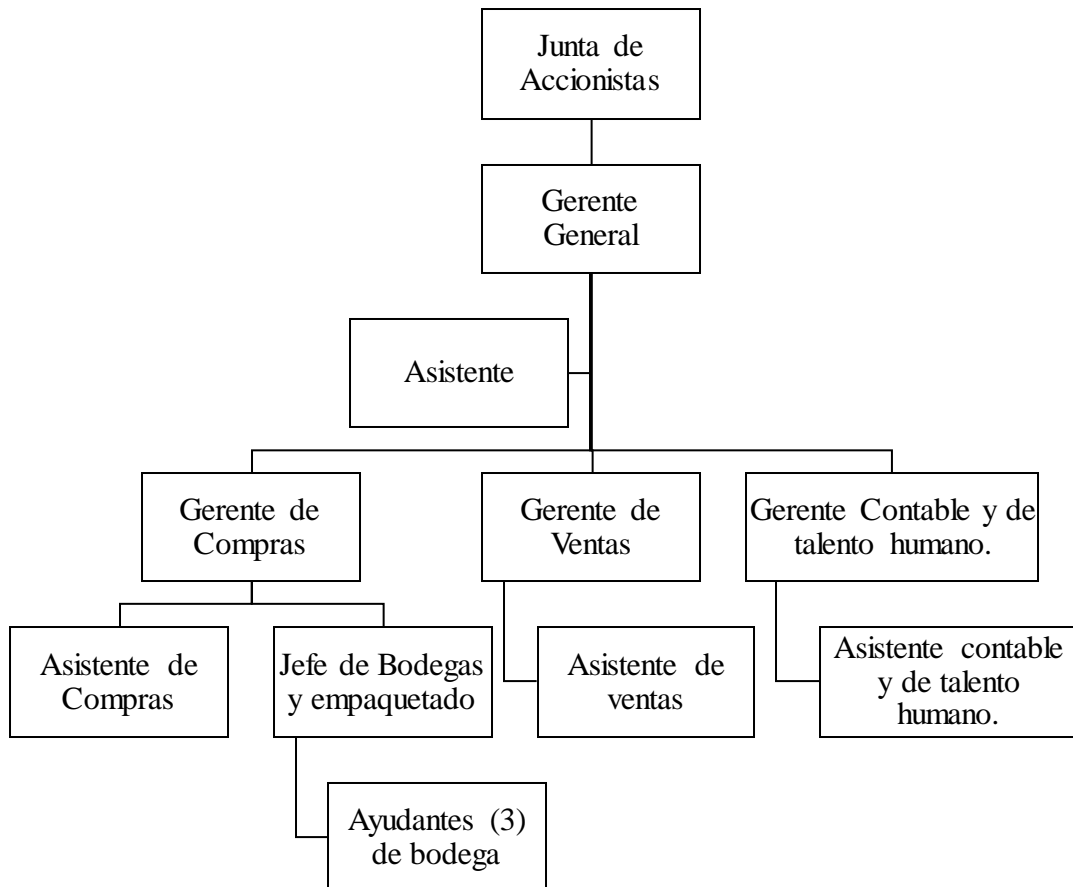 Junta de
Accionistas
Gerente
General
Asistente
Gerente de
Compras
Gerente de
Ventas
Gerente Contable y de
talento humano.
Asistente de
Compras
Jefe de Bodegas
y empaquetado
Asistente de
ventas
Asistente contable
y de talento
humano.
Ayudantes (3)
de bodega